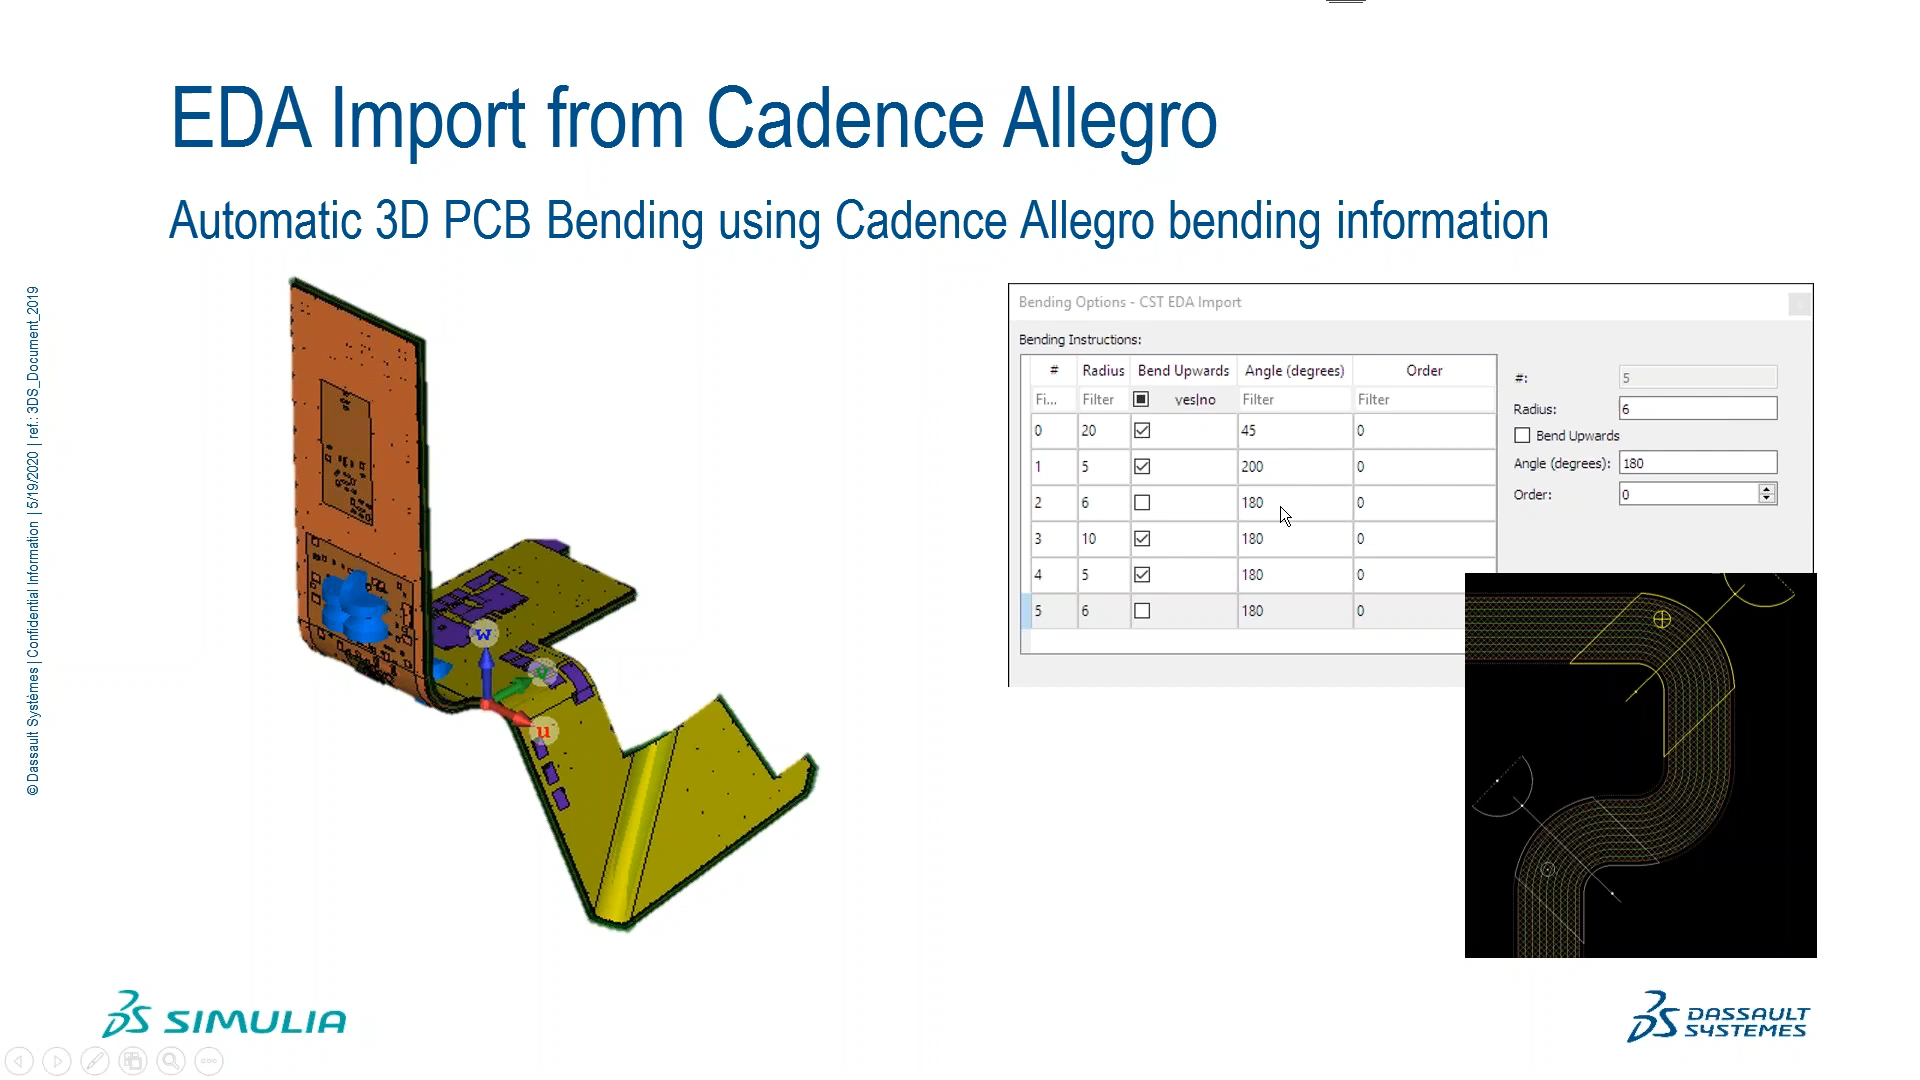 EDA Import from Cadence Allegro
Automatic 3D PCB Bending using Cadence Allegro bending information
© Dassault Systèmes | Confidential Information | 5/19/2020 | ref.: 3DS_Document_2019
w
v
u
Bending Options - CST EDA Import
Bending Instructions:
# Radius Bend Upwards Angle (degrees) Order
Fi... Filter yes|no Filter Filter
0 20 45 0
1 5 200 0
2 6 180 0
3 10 180 0
4 5 180 0
5 6 180 0
#: 5
Radius: 6
Bend Upwards
Angle (degrees): 180
Order: 0
3DS SIMULIA
3DS DASSAULT
SYSTEMES